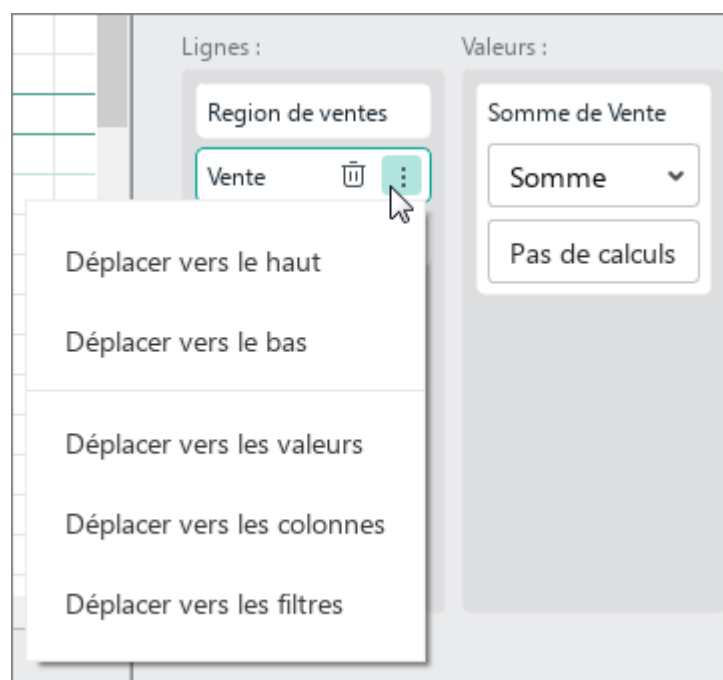 Lignes :
Valeurs :
Region de ventes
Somme de Vente
Vente
Somme
Pas de calculs
Déplacer vers le haut
Déplacer vers le bas
Déplacer vers les valeurs
Déplacer vers les colonnes
Déplacer vers les filtres